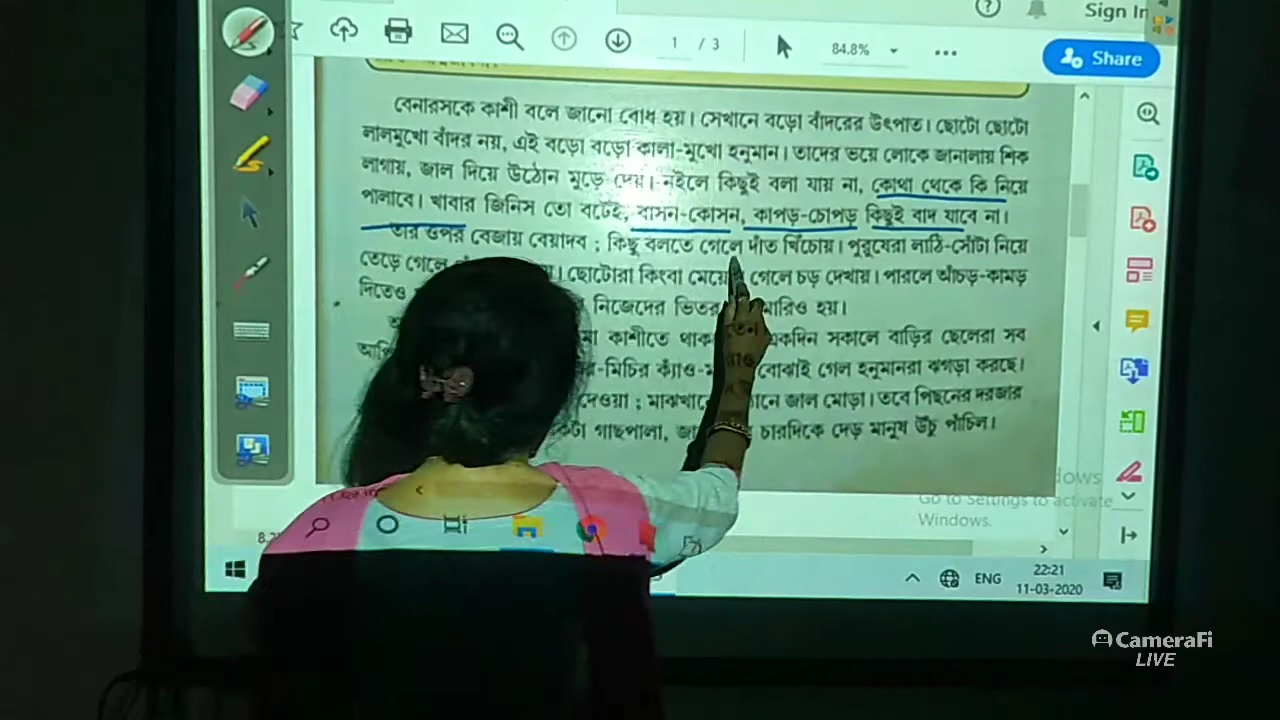 Sign In
1 / 3
84.8%
Share
বেনারসকে কাশী বলে জানো বোধ হয়। সেখানে বড়ো বাঁদরের উৎপাত। ছোটো ছোটো
লালমুখো বাঁদর নয়, এই বড়ো বড়ো কালা-মুখো হনুমান। তাদের ভয়ে লোকে জানালায় শিক
লাগায়, জাল দিয়ে উঠোন মুড়ে দেয়। নইলে কিছুই বলা যায় না, কোথা থেকে কি নিয়ে
পালাবে। খাবার জিনিস তো বটেই, বাসন-কোসন, কাপড়-চোপড় কিছুই বাদ যাবে না।
তার ওপর বেজায় বেয়াদব ; কিছু বলতে গেলে দাঁত খিঁচোয়। পুরুষেরা লাঠি-সোঁটা নিয়ে
তেড়ে গেলে ছোটোরা কিংবা গেলে চড় দেখায়। পারলে আঁচড়-কামড়
দিতেও নিজেদের ভিতর হয়।
কাশীতে একদিন সকালে বাড়ির ছেলেরা সব
বোঝাই গেল হনুমানরা ঝগড়া করছে।
দেওয়া ; জাল মোড়া। তবে পিছনের দরজার
গাছপালা, চারদিকে দেড় মানুষ উঁচু পাঁচিল।
Go to Settings to activate
Windows.
ENG
22:21
11-03-2020
CameraFi
LIVE